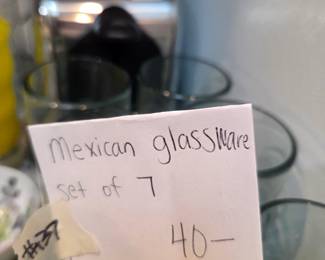 Mexican glassware
set of 7
40—
#37